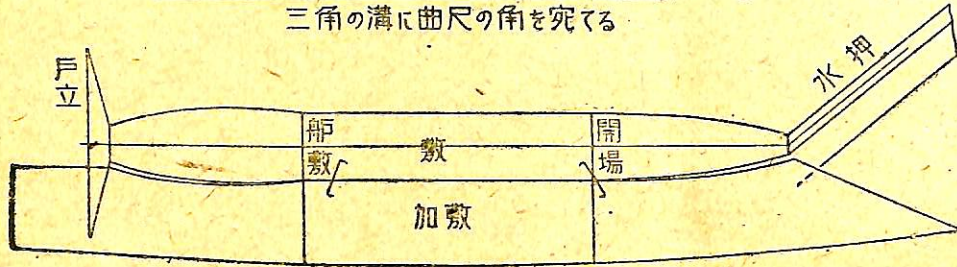 三角の溝に曲尺の角を宛てる
戸立
水押
舮敷
敷
開場
加敷